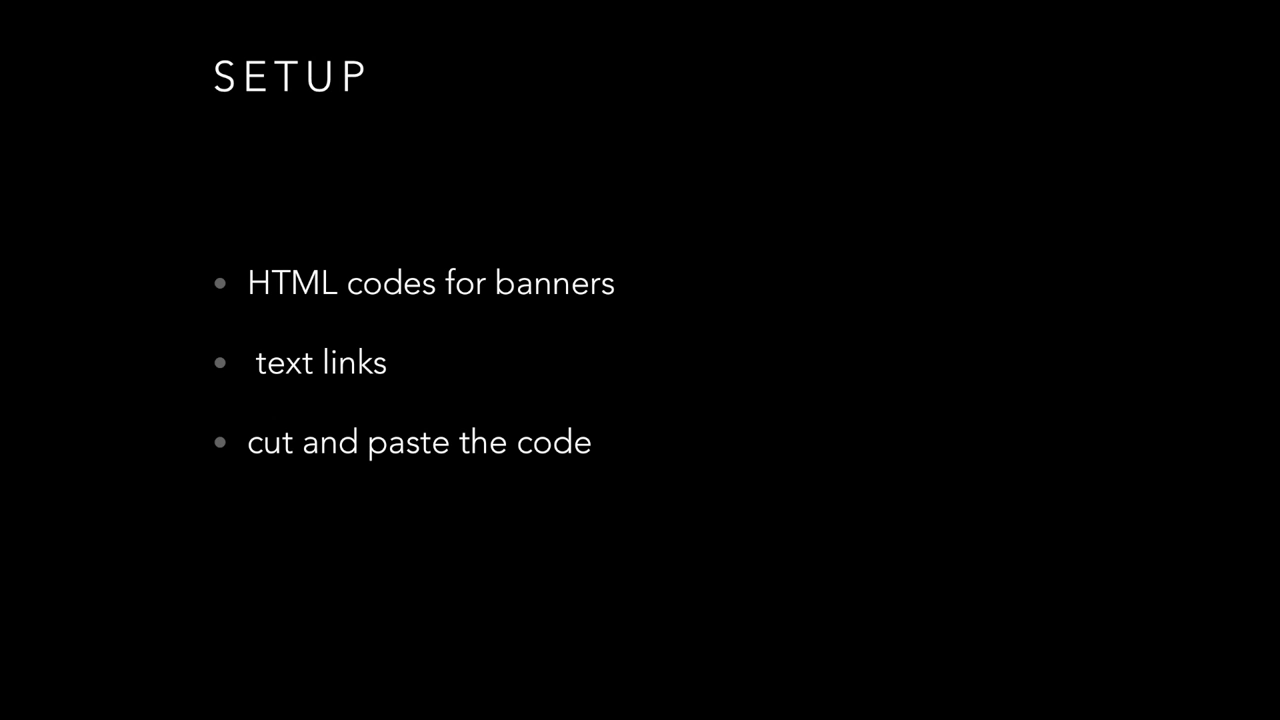 SETUP
• HTML codes for banners
• text links
• cut and paste the code